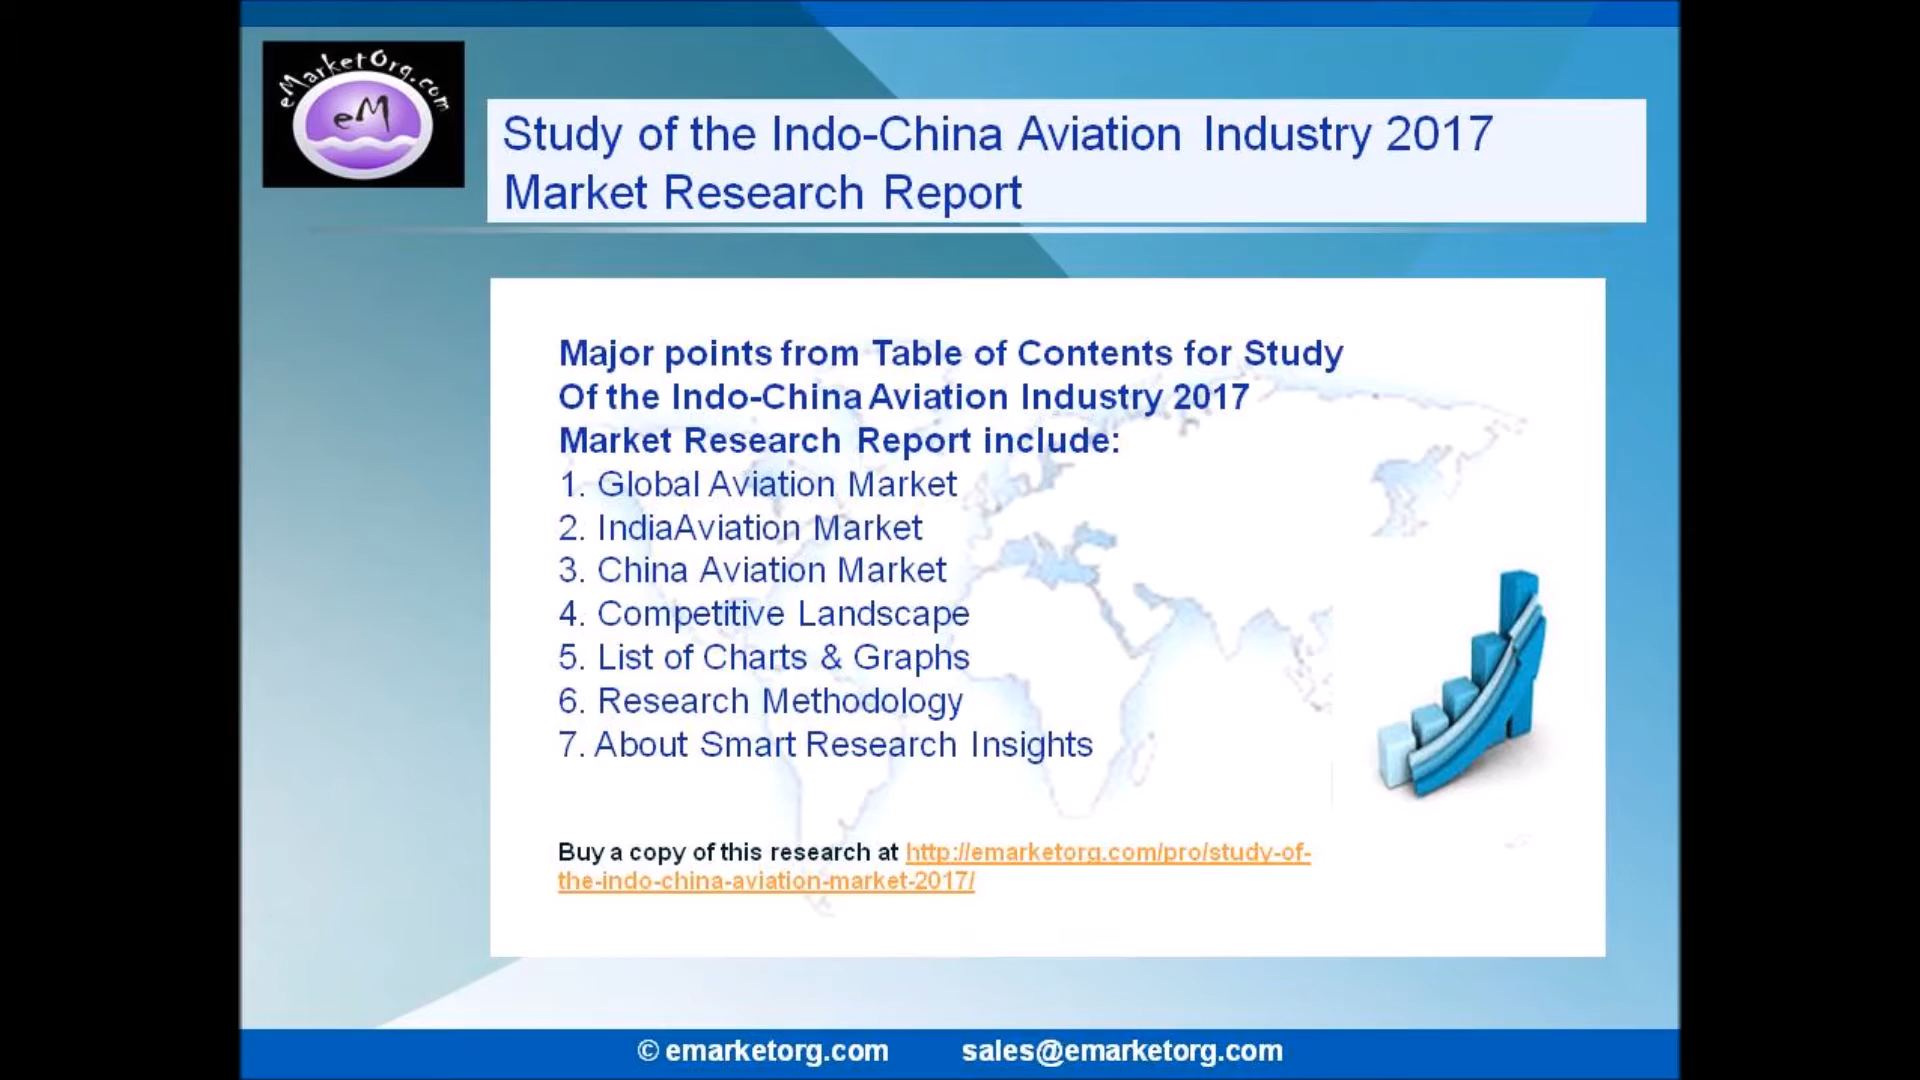 eMarketOrg.com
eM
Study of the Indo-China Aviation Industry 2017
Market Research Report
Major points from Table of Contents for Study
Of the Indo-China Aviation Industry 2017
Market Research Report include:
1. Global Aviation Market
2. IndiaAviation Market
3. China Aviation Market
4. Competitive Landscape
5. List of Charts & Graphs
6. Research Methodology
7. About Smart Research Insights
Buy a copy of this research at http://emarketorg.com/pro/study-of-
the-indo-china-aviation-market-2017/
© emarketorg.com sales@emarketorg.com